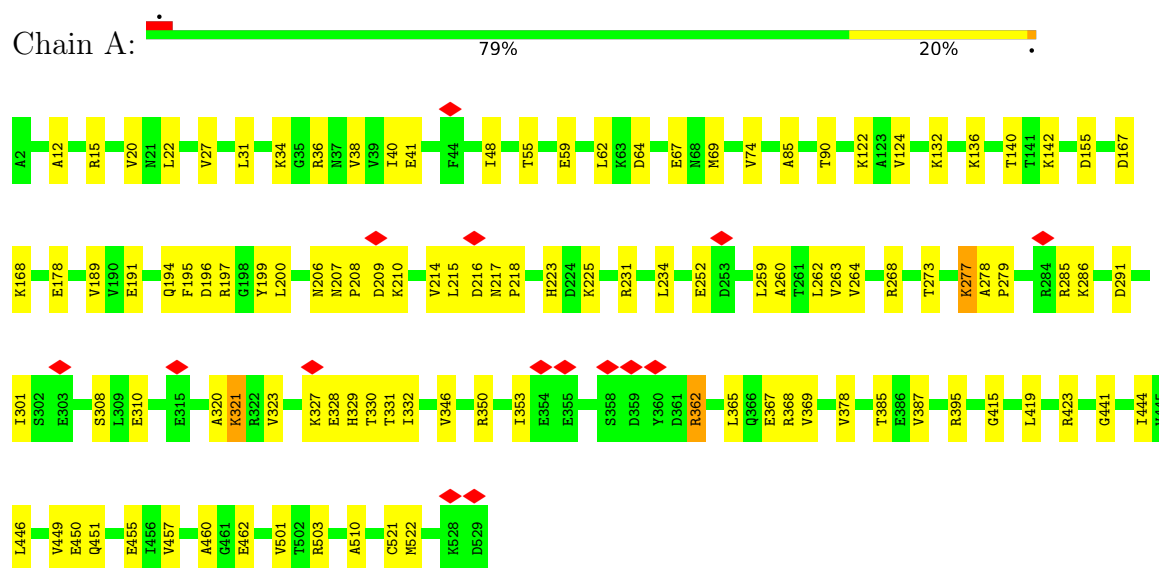 Chain A:
79% 20%
A2 A12 R15 V20 N21 L22 V27 L31 K34 G35 R36 N37 V38 V39 I40 E41 F44 I48 T55 E59 L62 K63 D64 E67 N68 M69 V74 A85 T90 K122 A123 V124 K132 K136 T140 T141 K142 D155 D167
K168 E178 V189 V190 E191 Q194 F195 D196 R197 G198 Y199 L200 N206 N207 P208 D209 K210 V214 L215 D216 N217 P218 H223 D224 K225 R231 L234 E252 D253 L259 A260 T261 L262 V263 V264 R268 T273 K277 A278 P279 R284 R285 K286 D291
I301 S302 E303 S308 L309 E310 E315 A320 K321 R322 V323 K327 E328 H329 T330 T331 I332 V346 R350 I353 E354 E355 S358 D359 Y360 D361 R362 L365 Q366 E367 R368 V369 V378 T385 E386 V387 R395 G415 L419 R423 G441 I444
L446 V449 E450 Q451 E455 I456 V457 A460 G461 E462 V501 T502 R503 A510 C521 M522 K528 D529